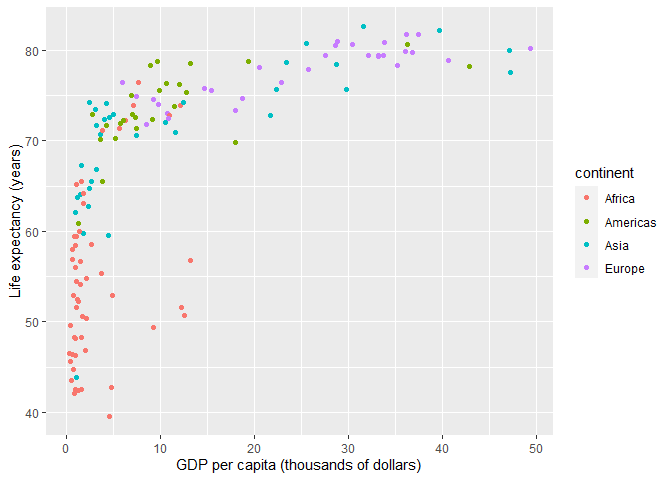 Life expectancy (years)
80
70
60
50
40
0 10 20 30 40 50
GDP per capita (thousands of dollars)
continent
Africa
Americas
Asia
Europe